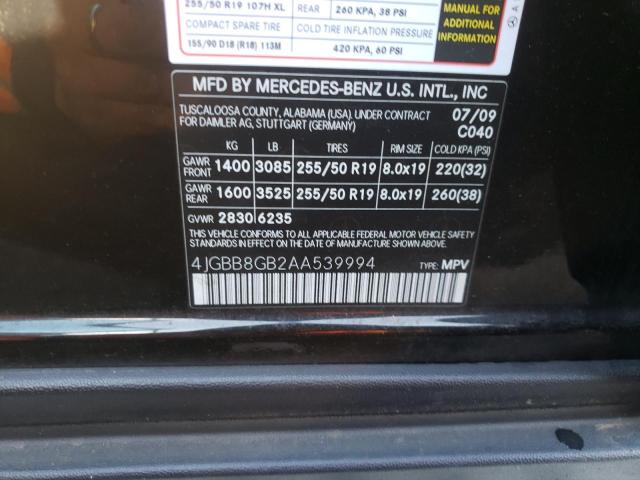 255/50 R19 107H XL REAR 260 KPA, 38 PSI
MANUAL FOR
ADDITIONAL
INFORMATION
COMPACT SPARE TIRE COLD TIRE INFLATION PRESSURE
155/90 D18 (R18) 113M 420 KPA, 60 PSI
A
MFD BY MERCEDES-BENZ U.S. INTL., INC
TUSCALOOSA COUNTY, ALABAMA (USA), UNDER CONTRACT 07/09
FOR DAIMLER AG, STUTTGART (GERMANY) C040
KG LB TIRES RIM SIZE COLD KPA (PSI)
GAWR FRONT 1400 3085 255/50 R19 8.0x19 220(32)
GAWR REAR 1600 3525 255/50 R19 8.0x19 260(38)
GVWR 2830 6235
THIS VEHICLE CONFORMS TO ALL APPLICABLE FEDERAL MOTOR VEHICLE
SAFETY STANDARDS IN EFFECT ON THE DATE OF MANUFACTURE SHOWN ABOVE.
4JGBB8GB2AA539994 TYPE: MPV